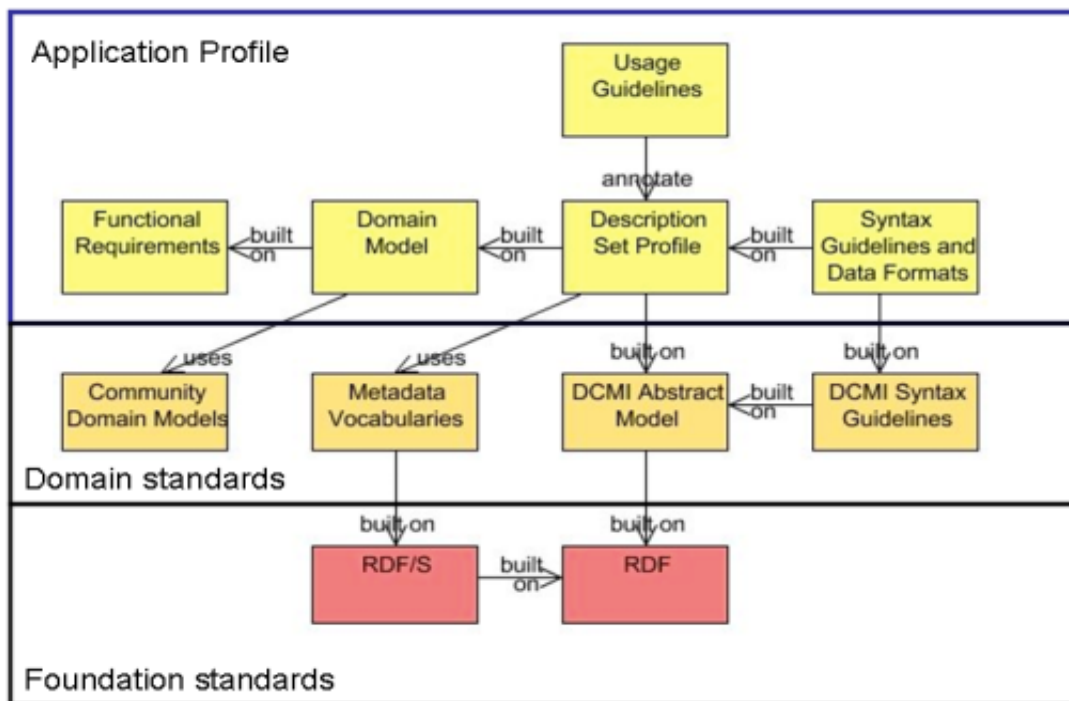 Application Profile
Usage
Guidelines
annotate
Functional
Requirements
built
on
Domain
Model
built
on
Description
Set Profile
built
on
Syntax
Guidelines and
Data Formats
uses
uses
built on
built on
Community
Domain Models
Metadata
Vocabularies
DCMI Abstract
Model
built
on
DCMI Syntax
Guidelines
Domain standards
built on
built on
RDF/S
built
on
RDF
Foundation standards